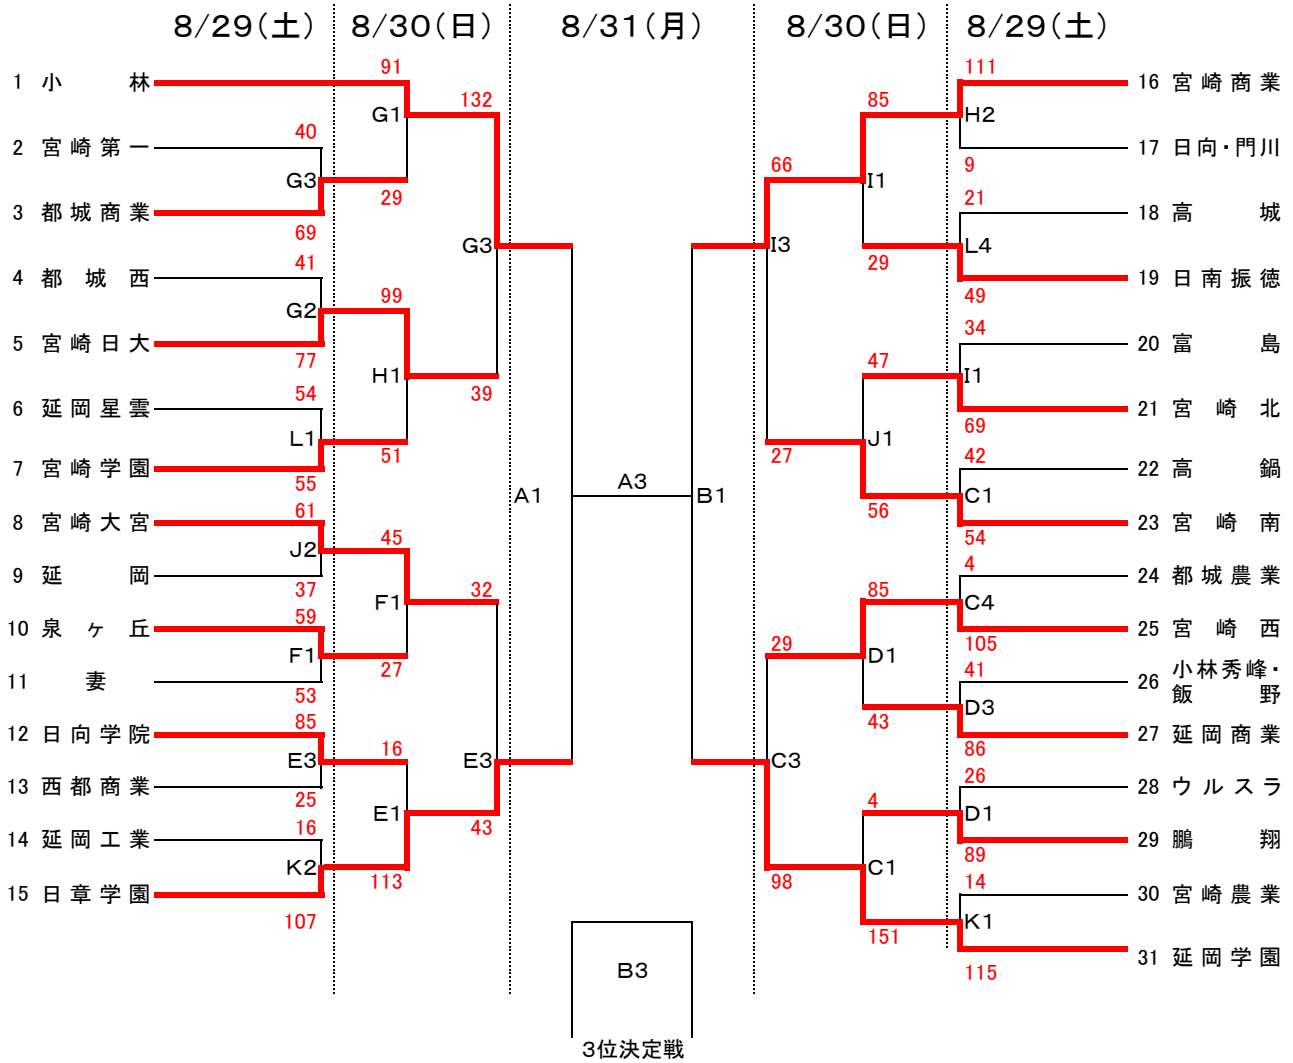 8/29(土) 8/30(日) 8/31(月) 8/30(日) 8/29(土)
1 小林
91
G1
132
2 宮崎第一
40
G3
3 都城商業
69
29
G3
4 都城西
41
G2
99
5 宮崎日大
77
H1
39
6 延岡星雲
54
L1
7 宮崎学園
55
51
A1
8 宮崎大宮
61
J2
45
9 延岡
37
F1
32
10 泉ヶ丘
59
F1
27
11 妻
53
12 日向学院
85
E3
16
E3
13 西都商業
25
E1
43
14 延岡工業
16
K2
113
15 日章学園
107
A3
B1
B3
3位決定戦
111
16 宮崎商業
85
H2
17 日向・門川
9
66
I1
21
18 高城
I3
29
L4
19 日南振徳
49
34
20 富島
47
I1
21 宮崎北
69
J1
27
42
22 高鍋
C1
56
23 宮崎南
54
4
24 都城農業
85
C4
25 宮崎西
105
29
D1
41
26 小林秀峰・
飯野
43
D3
27 延岡商業
86
C3
26
28 ウルスラ
4
D1
29 鵬翔
89
98
C1
14
30 宮崎農業
151
K1
31 延岡学園
115